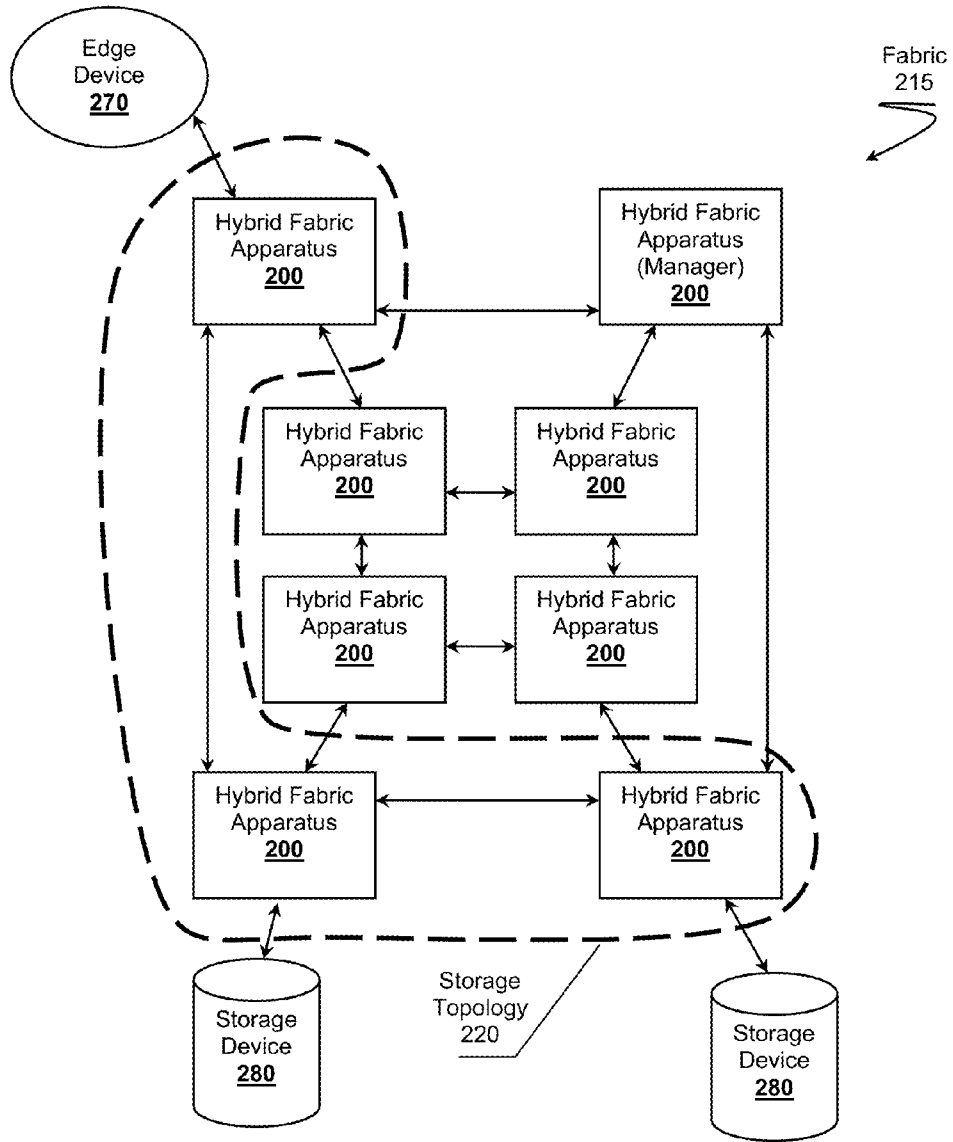 Edge
Device
270
Fabric
215
Hybrid Fabric
Apparatus
200
Hybrid Fabric
Apparatus
(Manager)
200
Hybrid Fabric
Apparatus
200
Hybrid Fabric
Apparatus
200
Hybrid Fabric
Apparatus
200
Hybrid Fabric
Apparatus
200
Hybrid Fabric
Apparatus
200
Hybrid Fabric
Apparatus
200
Storage
Device
280
Storage
Topology
220
Storage
Device
280